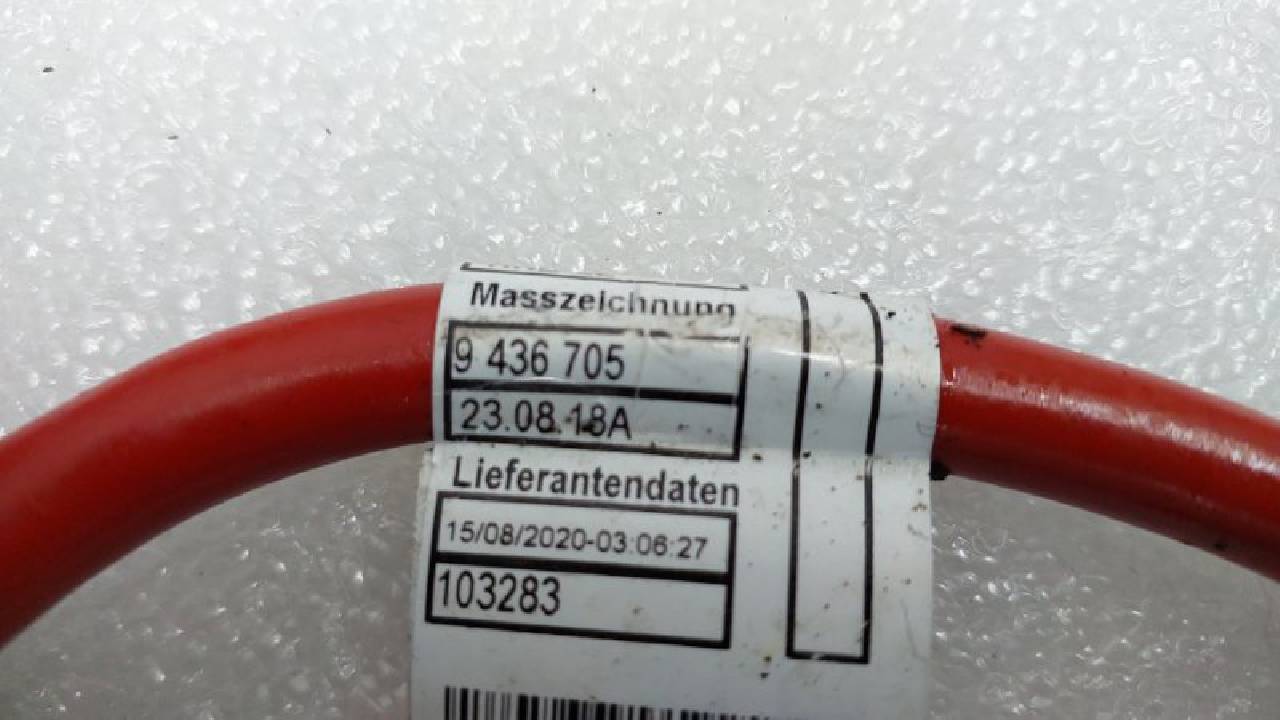 Masszeichnung
9 436 705
23.08.18A
Lieferantendaten
15/08/2020-03:06:27
103283